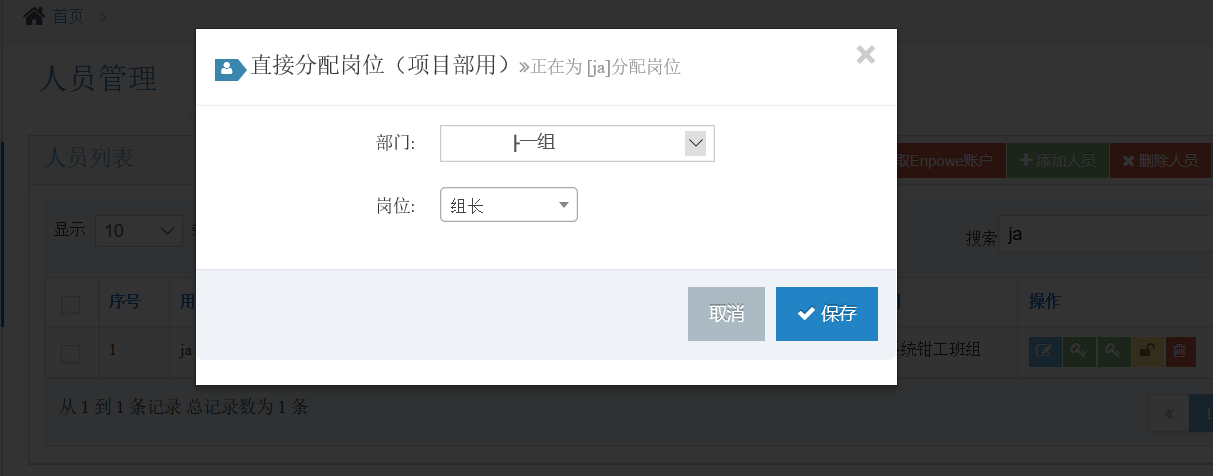 首页
直接分配岗位（项目部用）»正在为 [ja]分配岗位
人员管理
部门: ├一组
人员列表
取Enpowe账户 添加人员 删除人员
岗位: 组长
显示 10
搜索 ja
取消 保存
序号 用 操作
1 ja 统钳工班组
从 1 到 1 条记录 总记录数为 1 条
« 1